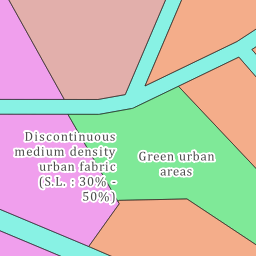 Discontinuous
medium density
urban fabric
(S.L. : 30% -
50%)
Green urban
areas